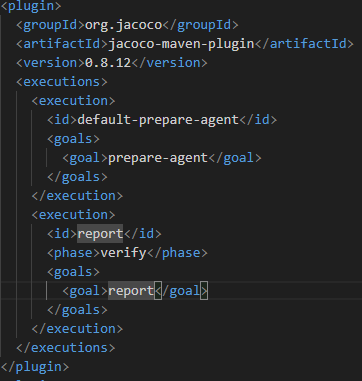 <plugin>
<groupId>org.jacoco</groupId>
<artifactId>jacoco-maven-plugin</artifactId>
<version>0.8.12</version>
<executions>
<execution>
<id>default-prepare-agent</id>
<goals>
<goal>prepare-agent</goal>
</goals>
</execution>
<execution>
<id>report</id>
<phase>verify</phase>
<goals>
<goal>report</goal>
</goals>
</execution>
</executions>
</plugin>